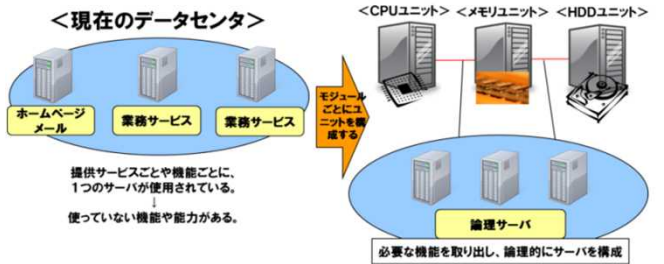 ＜現在のデータセンタ＞
ホームページ
メール
業務サービス
業務サービス
提供サービスごとや機能ごとに、
１つのサーバが使用されている。
↓
使っていない機能や能力がある。
モジュール
ごとにユ
ニットを構
成する
＜CPUユニット＞
＜メモリユニット＞
＜HDDユニット＞
論理サーバ
必要な機能を取り出し、論理的にサーバを構成